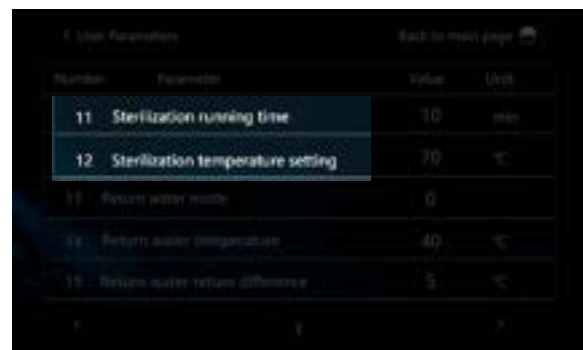 < User Parameters Back to main page
Number Parameter Value Unit
11 Sterilization running time 10 min
12 Sterilization temperature setting 70 ℃
13 Return water mode 0
14 Return water temperature 40 ℃
15 Return water return difference 5 ℃